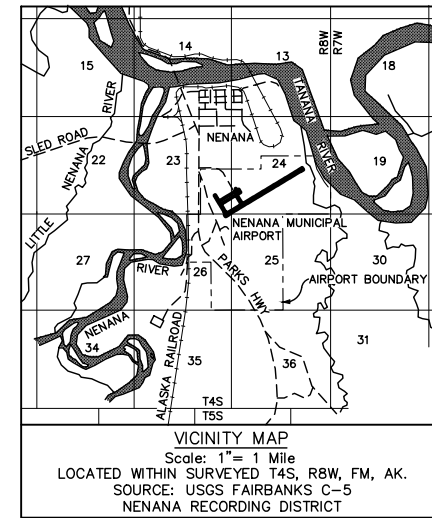 14
13
R8W
R7W
15
18
RIVER
TANANA
RIVER
NENANA
SLED ROAD
22
NENANA
23
24
19
LITTLE
NENANA MUNICIPAL
AIRPORT
27
RIVER
26
25
30
PARKS HWY
AIRPORT BOUNDARY
NENANA
34
ALASKA RAILROAD
35
36
31
T4S
T5S
VICINITY MAP
Scale: 1"= 1 Mile
LOCATED WITHIN SURVEYED T4S, R8W, FM, AK.
SOURCE: USGS FAIRBANKS C-5
NENANA RECORDING DISTRICT